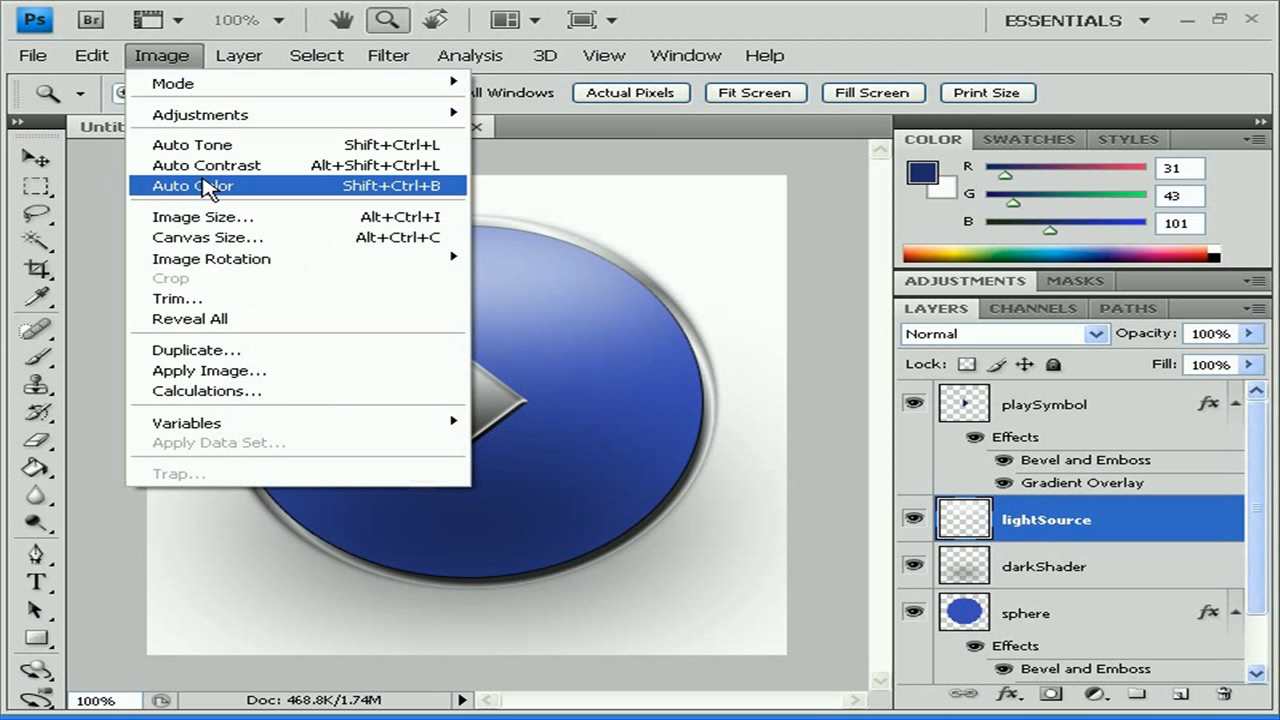 Ps Br 100% ESSENTIALS
File Edit Image Layer Select Filter Analysis 3D View Window Help
All Windows Actual Pixels Fit Screen Fill Screen Print Size
Mode
Adjustments
Auto Tone Shift+Ctrl+L
Auto Contrast Alt+Shift+Ctrl+L
Auto Color Shift+Ctrl+B
Image Size... Alt+Ctrl+I
Canvas Size... Alt+Ctrl+C
Image Rotation
Crop
Trim...
Reveal All
Duplicate...
Apply Image...
Calculations...
Variables
Apply Data Set...
Trap...
COLOR SWATCHES STYLES
R 31
G 43
B 101
ADJUSTMENTS MASKS
LAYERS CHANNELS PATHS
Normal Opacity: 100%
Lock: Fill: 100%
playSymbol fx
Effects
Bevel and Emboss
Gradient Overlay
lightSource
darkShader
sphere fx
Effects
Bevel and Emboss
T
fx
100% Doc: 468.8K/1.74M